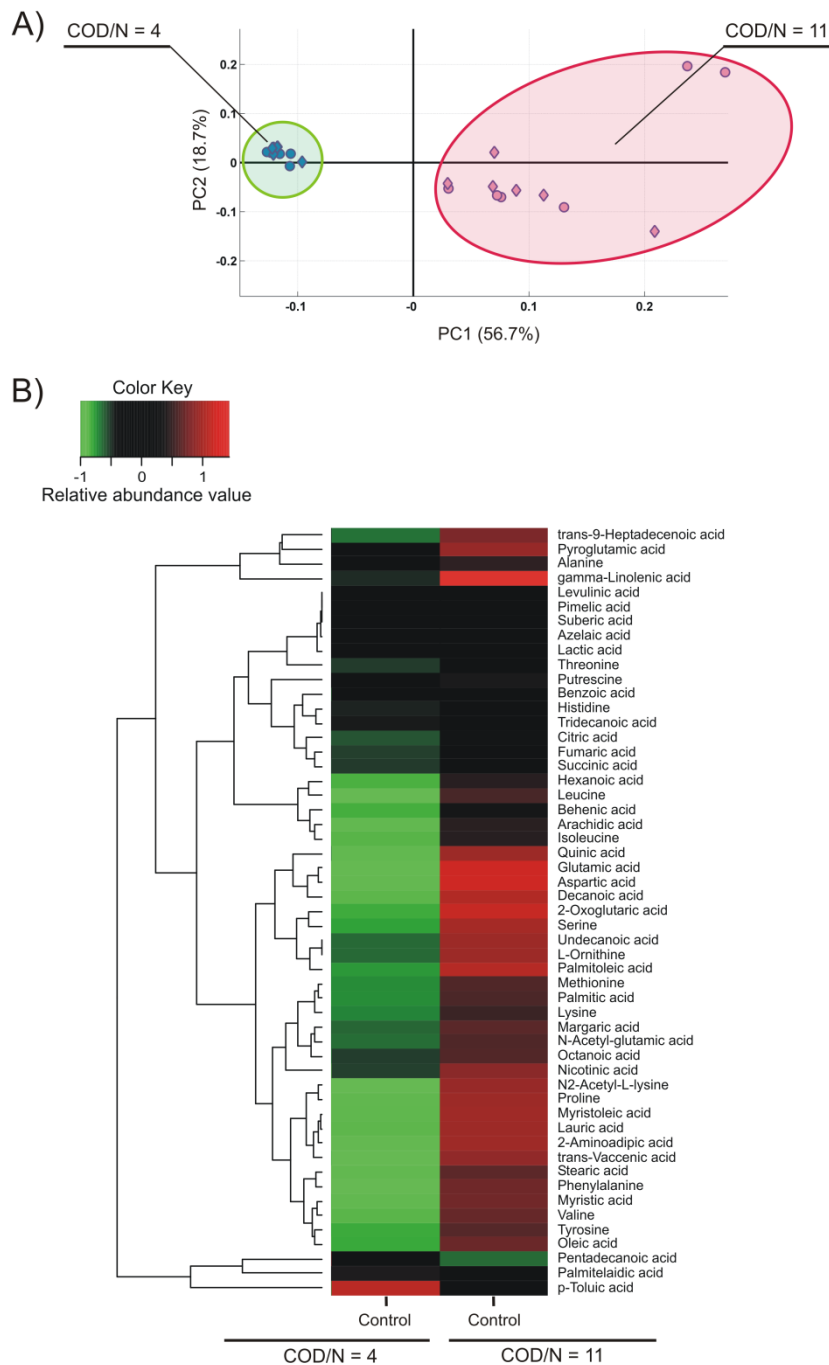 A)
COD/N = 4
COD/N = 11
0.2
0.1
0
-0.1
-0.2
PC2 (18.7%)
-0.1
-0
0.1
0.2
PC1 (56.7%)
B)
Color Key
-1
0
1
Relative abundance value
trans-9-Heptadecenoic acid
Pyroglutamic acid
Alanine
gamma-Linolenic acid
Levulinic acid
Pimelic acid
Suberic acid
Azelaic acid
Lactic acid
Threonine
Putrescine
Benzoic acid
Histidine
Tridecanoic acid
Citric acid
Fumaric acid
Succinic acid
Hexanoic acid
Leucine
Behenic acid
Arachidic acid
Isoleucine
Quinic acid
Glutamic acid
Aspartic acid
Decanoic acid
2-Oxoglutaric acid
Serine
Undecanoic acid
L-Ornithine
Palmitoleic acid
Methionine
Palmitic acid
Lysine
Margaric acid
N-Acetyl-glutamic acid
Octanoic acid
Nicotinic acid
N2-Acetyl-L-lysine
Proline
Myristoleic acid
Lauric acid
2-Aminoadipic acid
trans-Vaccenic acid
Stearic acid
Phenylalanine
Myristic acid
Valine
Tyrosine
Oleic acid
Pentadecanoic acid
Palmitelaidic acid
p-Toluic acid
Control
Control
COD/N = 4
COD/N = 11